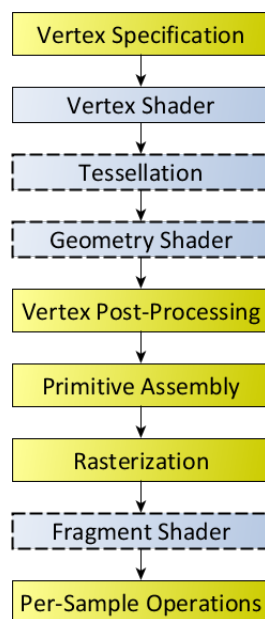 Vertex Specification
Vertex Shader
Tessellation
Geometry Shader
Vertex Post-Processing
Primitive Assembly
Rasterization
Fragment Shader
Per-Sample Operations